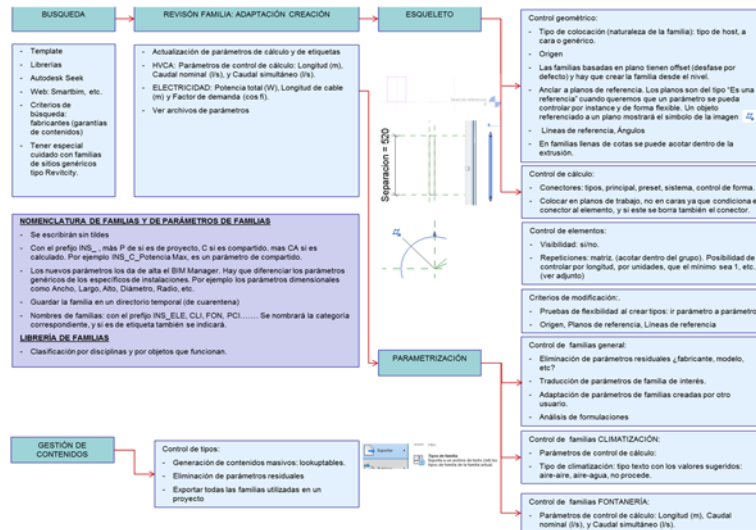 BUSQUEDA
- Template
- Librerías
- Autodesk Seek
- Web: Smartbim, etc.
- Criterios de
búsqueda:
fabricantes (garantías
de contenidos)
- Tener especial
cuidado con familias
de sitios genéricos
tipo Revitcity.
REVISIÓN FAMILIA: ADAPTACIÓN CREACIÓN
- Actualización de parámetros de cálculo y de etiquetas
- HVCA: Parámetros de control de cálculo: Longitud (m),
Caudal nominal (l/s), y Caudal simultáneo (l/s).
- ELECTRICIDAD: Potencia total (W), Longitud de cable
(m) y Factor de demanda (cos fi).
- Ver archivos de parámetros
NOMENCLATURA DE FAMILIAS Y DE PARÁMETROS DE FAMILIAS
- Se escribirán sin tildes
- Con el prefijo INS_ , más P de si es de proyecto, C si es compartido, mas CA si es
calculado. Por ejemplo INS_C_Potencia Max, es un parámetro de compartido.
- Los nuevos parámetros los da de alta el BIM Manager. Hay que diferenciar los parámetros
genéricos de los específicos de instalaciones. Por ejemplo los parámetros dimensionales
como Ancho, Largo, Alto, Diámetro, Radio, etc.
- Guardar la familia en un directorio temporal (de cuarentena)
- Nombres de familias: con el prefijo INS_ELE, CLI, FON, PCI....... Se nombrará la categoría
correspondiente, y si es de etiqueta también se indicará.
LIBRERÍA DE FAMILIAS
- Clasificación por disciplinas y por objetos que funcionan.
GESTIÓN DE
CONTENIDOS
Control de tipos:
- Generación de contenidos masivos: lookuptables.
- Eliminación de parámetros residuales
- Exportar todas las familias utilizadas en un
proyecto
ESQUELETO
Separacion = 520
PARAMETRIZACIÓN
Exportar
Tipos de familia
Control geométrico:
- Tipo de colocación (naturaleza de la familia): tipo de host, a
cara o genérico.
- Origen
- Las familias basadas en plano tienen offset (desfase por
defecto) y hay que crear la familia desde el nivel.
- Anclar a planos de referencia. Los planos son del tipo "Es una
referencia" cuando queremos que un parámetro se pueda
controlar por instance y de forma flexible. Un objeto
referenciado a un plano mostrará el símbolo de la imagen
- Líneas de referencia, Ángulos
- En familias llenas de cotas se puede acotar dentro de la
extrusión.
Control de cálculo:
- Conectores: tipos, principal, preset, sistema, control de forma.
- Colocar en planos de trabajo, no en caras ya que condiciona e
conector al elemento, y si este se borra también el conector.
Control de elementos:
- Visibilidad: si/no.
- Repeticiones: matriz, (acotar dentro del grupo). Posibilidad de
controlar por longitud, por unidades, que el mínimo sea 1, etc.
(ver adjunto)
Criterios de modificación:.
- Pruebas de flexibilidad al crear tipos: ir parámetro a parámetro
- Origen, Planos de referencia, Líneas de referencia
Control de familias general:
- Eliminación de parámetros residuales ¿fabricante, modelo,
etc?
- Traducción de parámetros de familia de interés.
- Adaptación de parámetros de familias creadas por otro
usuario.
- Análisis de formulaciones
Control de familias CLIMATIZACIÓN:
- Parámetros de control de cálculo:
- Tipo de climatización: tipo texto con los valores sugeridos:
aire-aire, aire-agua, no procede.
Control de familias FONTANERÍA:
- Parámetros de control de cálculo: Longitud (m), Caudal
nominal (l/s), y Caudal simultáneo (l/s).